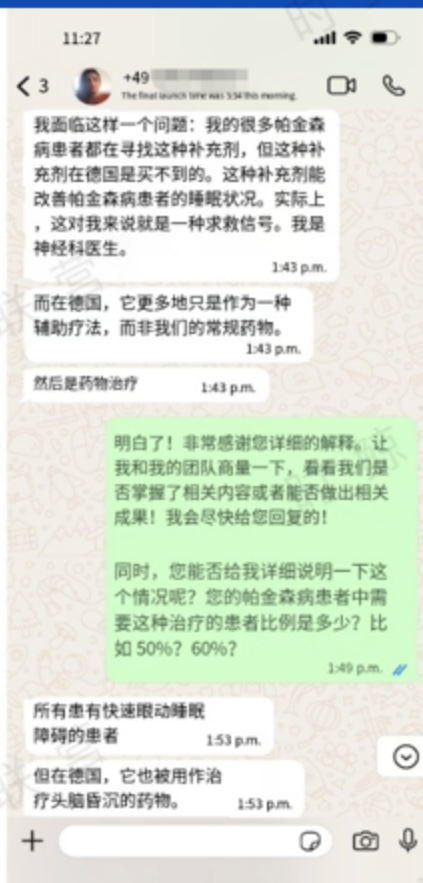 11:27
3
+49
The final launch time was 5:54 this morning.
我面临这样一个问题：我的很多帕金森
病患者都在寻找这种补充剂，但这种补
充剂在德国是买不到的。这种补充剂能
改善帕金森病患者的睡眠状况。实际上
，这对我来说就是一种求救信号。我是
神经科医生。
1:43 p.m.
而在德国，它更多地只是作为一种
辅助疗法，而非我们的常规药物。
1:43 p.m.
然后是药物治疗 1:43 p.m.
明白了！非常感谢您详细的解释。让
我和我的团队商量一下，看看我们是
否掌握了相关内容或者能否做出相关
成果！我会尽快给您回复的！
同时，您能否给我详细说明一下这
个情况呢？您的帕金森病患者中需
要这种治疗的患者比例是多少？比
如 50%？60%？
1:49 p.m.
所有患有快速眼动睡眠
障碍的患者 1:53 p.m.
但在德国，它也被用作治
疗头脑昏沉的药物。 1:53 p.m.